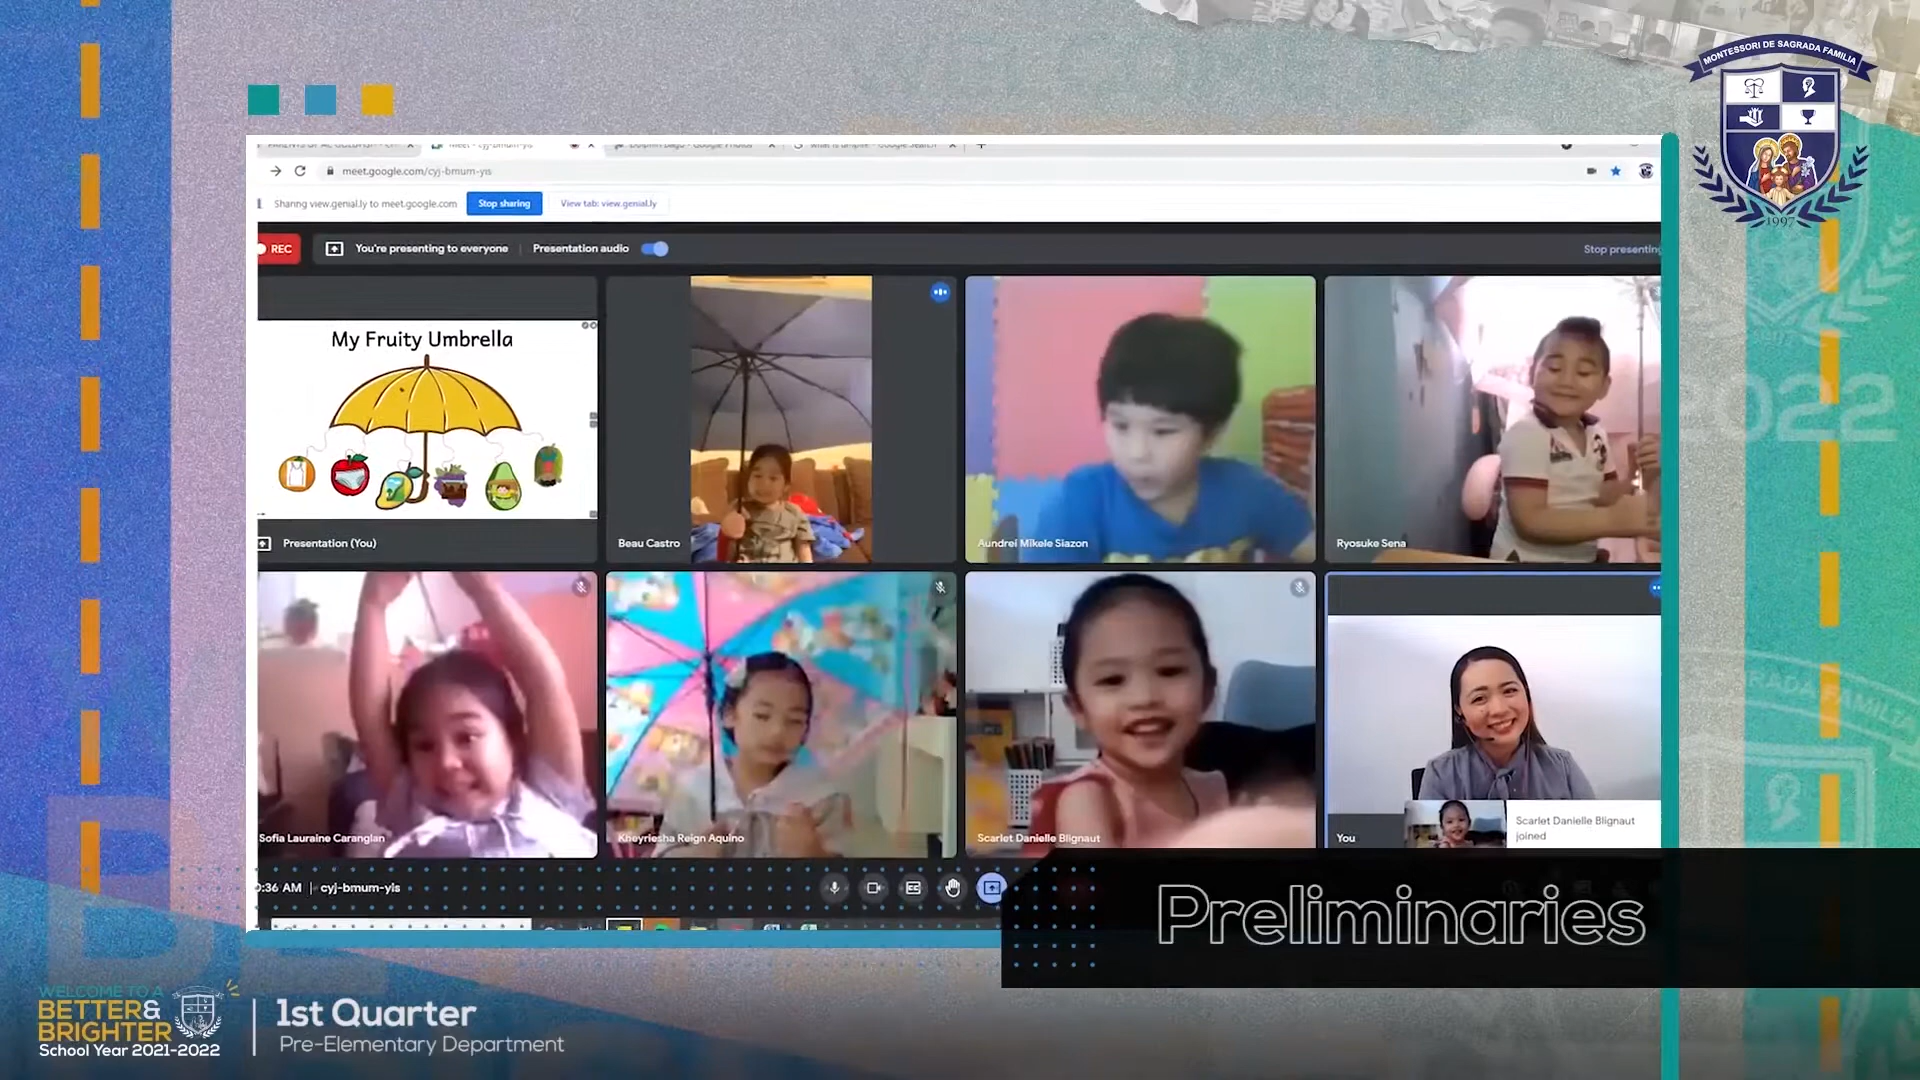 MONTESSORI DE SAGRADA FAMILIA
1997
meet.google.com/cyj-bmum-yis
Sharing view.genial.ly to meet.google.com
Stop sharing
View tab: view.genial.ly
REC
You're presenting to everyone
Presentation audio
Stop presenting
My Fruity Umbrella
Presentation (You)
Beau Castro
Aundrei Mikele Siazon
Ryosuke Sena
2022
Sofia Lauraine Caranglan
Kheyriesha Reign Aquino
Scarlet Danielle Blignaut
You
Scarlet Danielle Blignaut
joined
:36 AM | cyj-bmum-yis
Preliminaries
WELCOME TO A
BETTER&
BRIGHTER
School Year 2021-2022
1st Quarter
Pre-Elementary Department